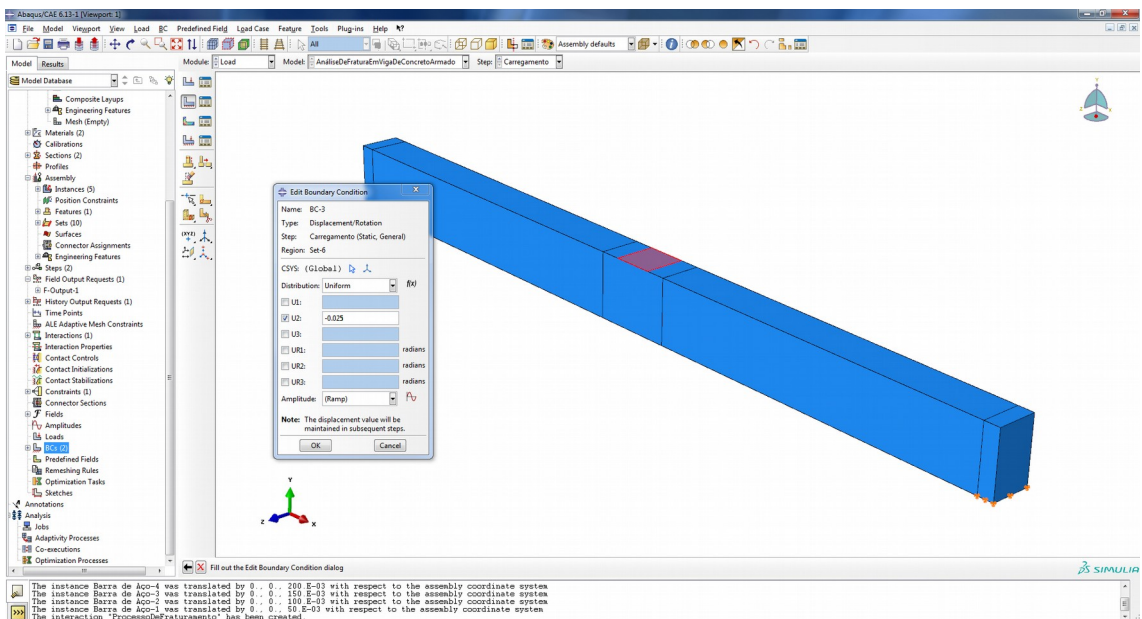 Abaqus/CAE 6.13-1 [Viewport: 1]
File Model Viewport View Load BC Predefined Field Load Case Feature Tools Plug-ins Help
All
Assembly defaults
Model Results
Module: Load Model: AnáliseDeFraturaEmVigaDeConcretoArmado Step: Carregamento
Model Database
Composite Layups
Engineering Features
Mesh (Empty)
Materials (2)
Calibrations
Sections (2)
Profiles
Assembly
Instances (5)
Position Constraints
Features (1)
Sets (10)
Surfaces
Connector Assignments
Engineering Features
Steps (2)
Field Output Requests (1)
F-Output-1
History Output Requests (1)
Time Points
ALE Adaptive Mesh Constraints
Interactions (1)
Interaction Properties
Contact Controls
Contact Initializations
Contact Stabilizations
Constraints (1)
Connector Sections
Fields
Amplitudes
Loads
BCs (2)
Predefined Fields
Remeshing Rules
Optimization Tasks
Sketches
Annotations
Analysis
Jobs
Adaptivity Processes
Co-executions
Optimization Processes
(XYZ)
Edit Boundary Condition
Name: BC-3
Type: Displacement/Rotation
Step: Carregamento (Static, General)
Region: Set-6
CSYS: (Global)
Distribution: Uniform f(x)
U1:
U2: -0.025
U3:
UR1: radians
UR2: radians
UR3: radians
Amplitude: (Ramp)
Note: The displacement value will be
maintained in subsequent steps.
OK Cancel
Y
Z X
Fill out the Edit Boundary Condition dialog
SIMULIA
The instance Barra de Aço-4 was translated by 0., 0., 200.E-03 with respect to the assembly coordinate system
The instance Barra de Aço-3 was translated by 0., 0., 150.E-03 with respect to the assembly coordinate system
The instance Barra de Aço-2 was translated by 0., 0., 100.E-03 with respect to the assembly coordinate system
The instance Barra de Aço-1 was translated by 0., 0., 50.E-03 with respect to the assembly coordinate system
The interaction "ProcessoDeFraturamento" has been created.